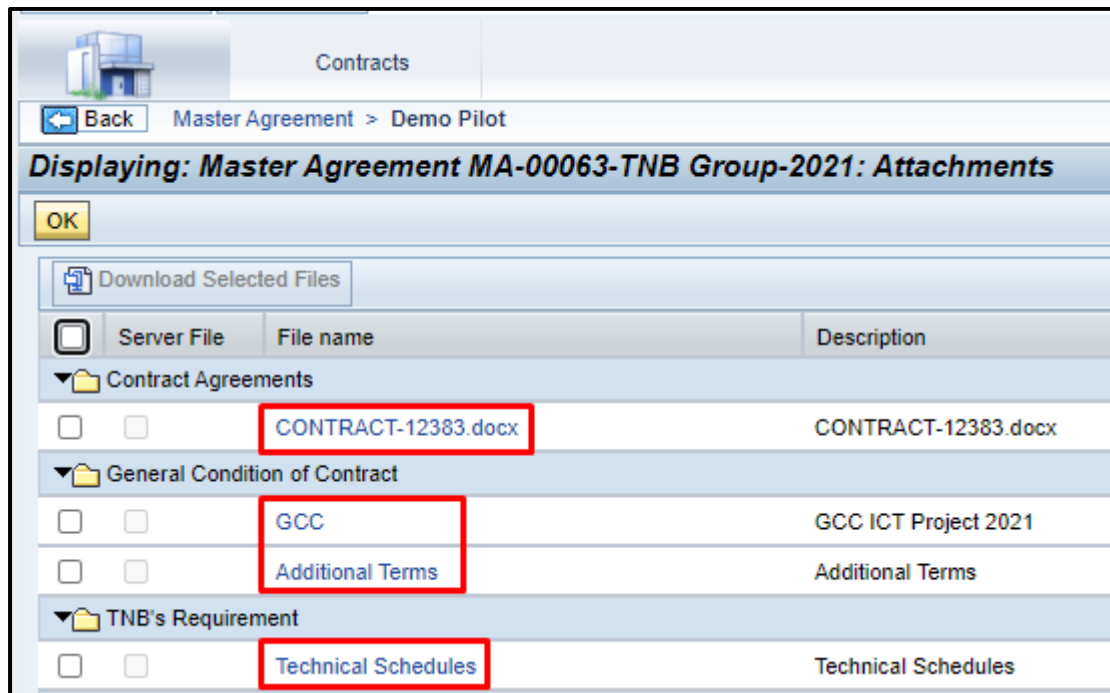 Contracts
Back Master Agreement > Demo Pilot
Displaying: Master Agreement MA-00063-TNB Group-2021: Attachments
OK
Download Selected Files
Server File File name Description
Contract Agreements
CONTRACT-12383.docx CONTRACT-12383.docx
General Condition of Contract
GCC GCC ICT Project 2021
Additional Terms Additional Terms
TNB's Requirement
Technical Schedules Technical Schedules